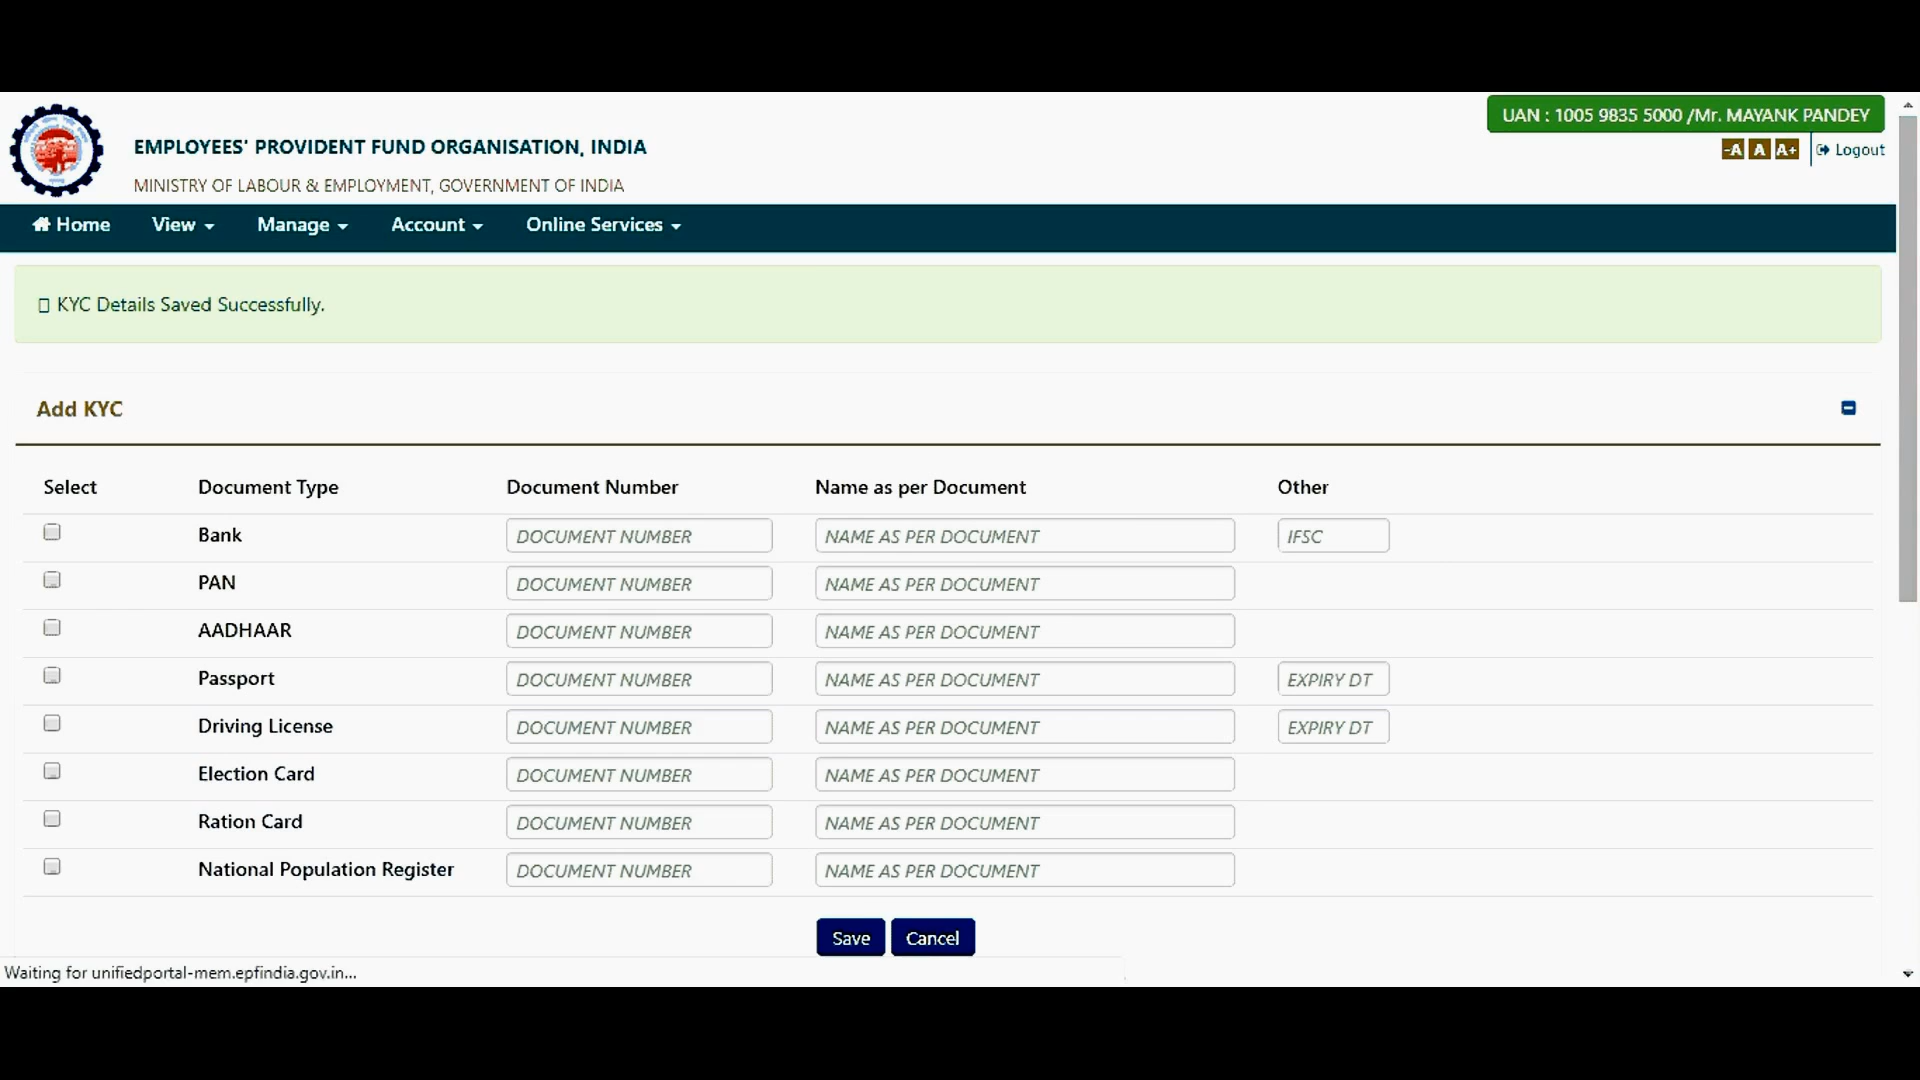 UAN : 1005 9835 5000 /Mr. MAYANK PANDEY
EMPLOYEES' PROVIDENT FUND ORGANISATION, INDIA
-A A A+ Logout
MINISTRY OF LABOUR & EMPLOYMENT, GOVERNMENT OF INDIA
Home View Manage Account Online Services
KYC Details Saved Successfully.
Add KYC
Select Document Type Document Number Name as per Document Other
Bank DOCUMENT NUMBER NAME AS PER DOCUMENT IFSC
PAN DOCUMENT NUMBER NAME AS PER DOCUMENT
AADHAAR DOCUMENT NUMBER NAME AS PER DOCUMENT
Passport DOCUMENT NUMBER NAME AS PER DOCUMENT EXPIRY DT
Driving License DOCUMENT NUMBER NAME AS PER DOCUMENT EXPIRY DT
Election Card DOCUMENT NUMBER NAME AS PER DOCUMENT
Ration Card DOCUMENT NUMBER NAME AS PER DOCUMENT
National Population Register DOCUMENT NUMBER NAME AS PER DOCUMENT
Save Cancel
Waiting for unifiedportal-mem.epfindia.gov.in...